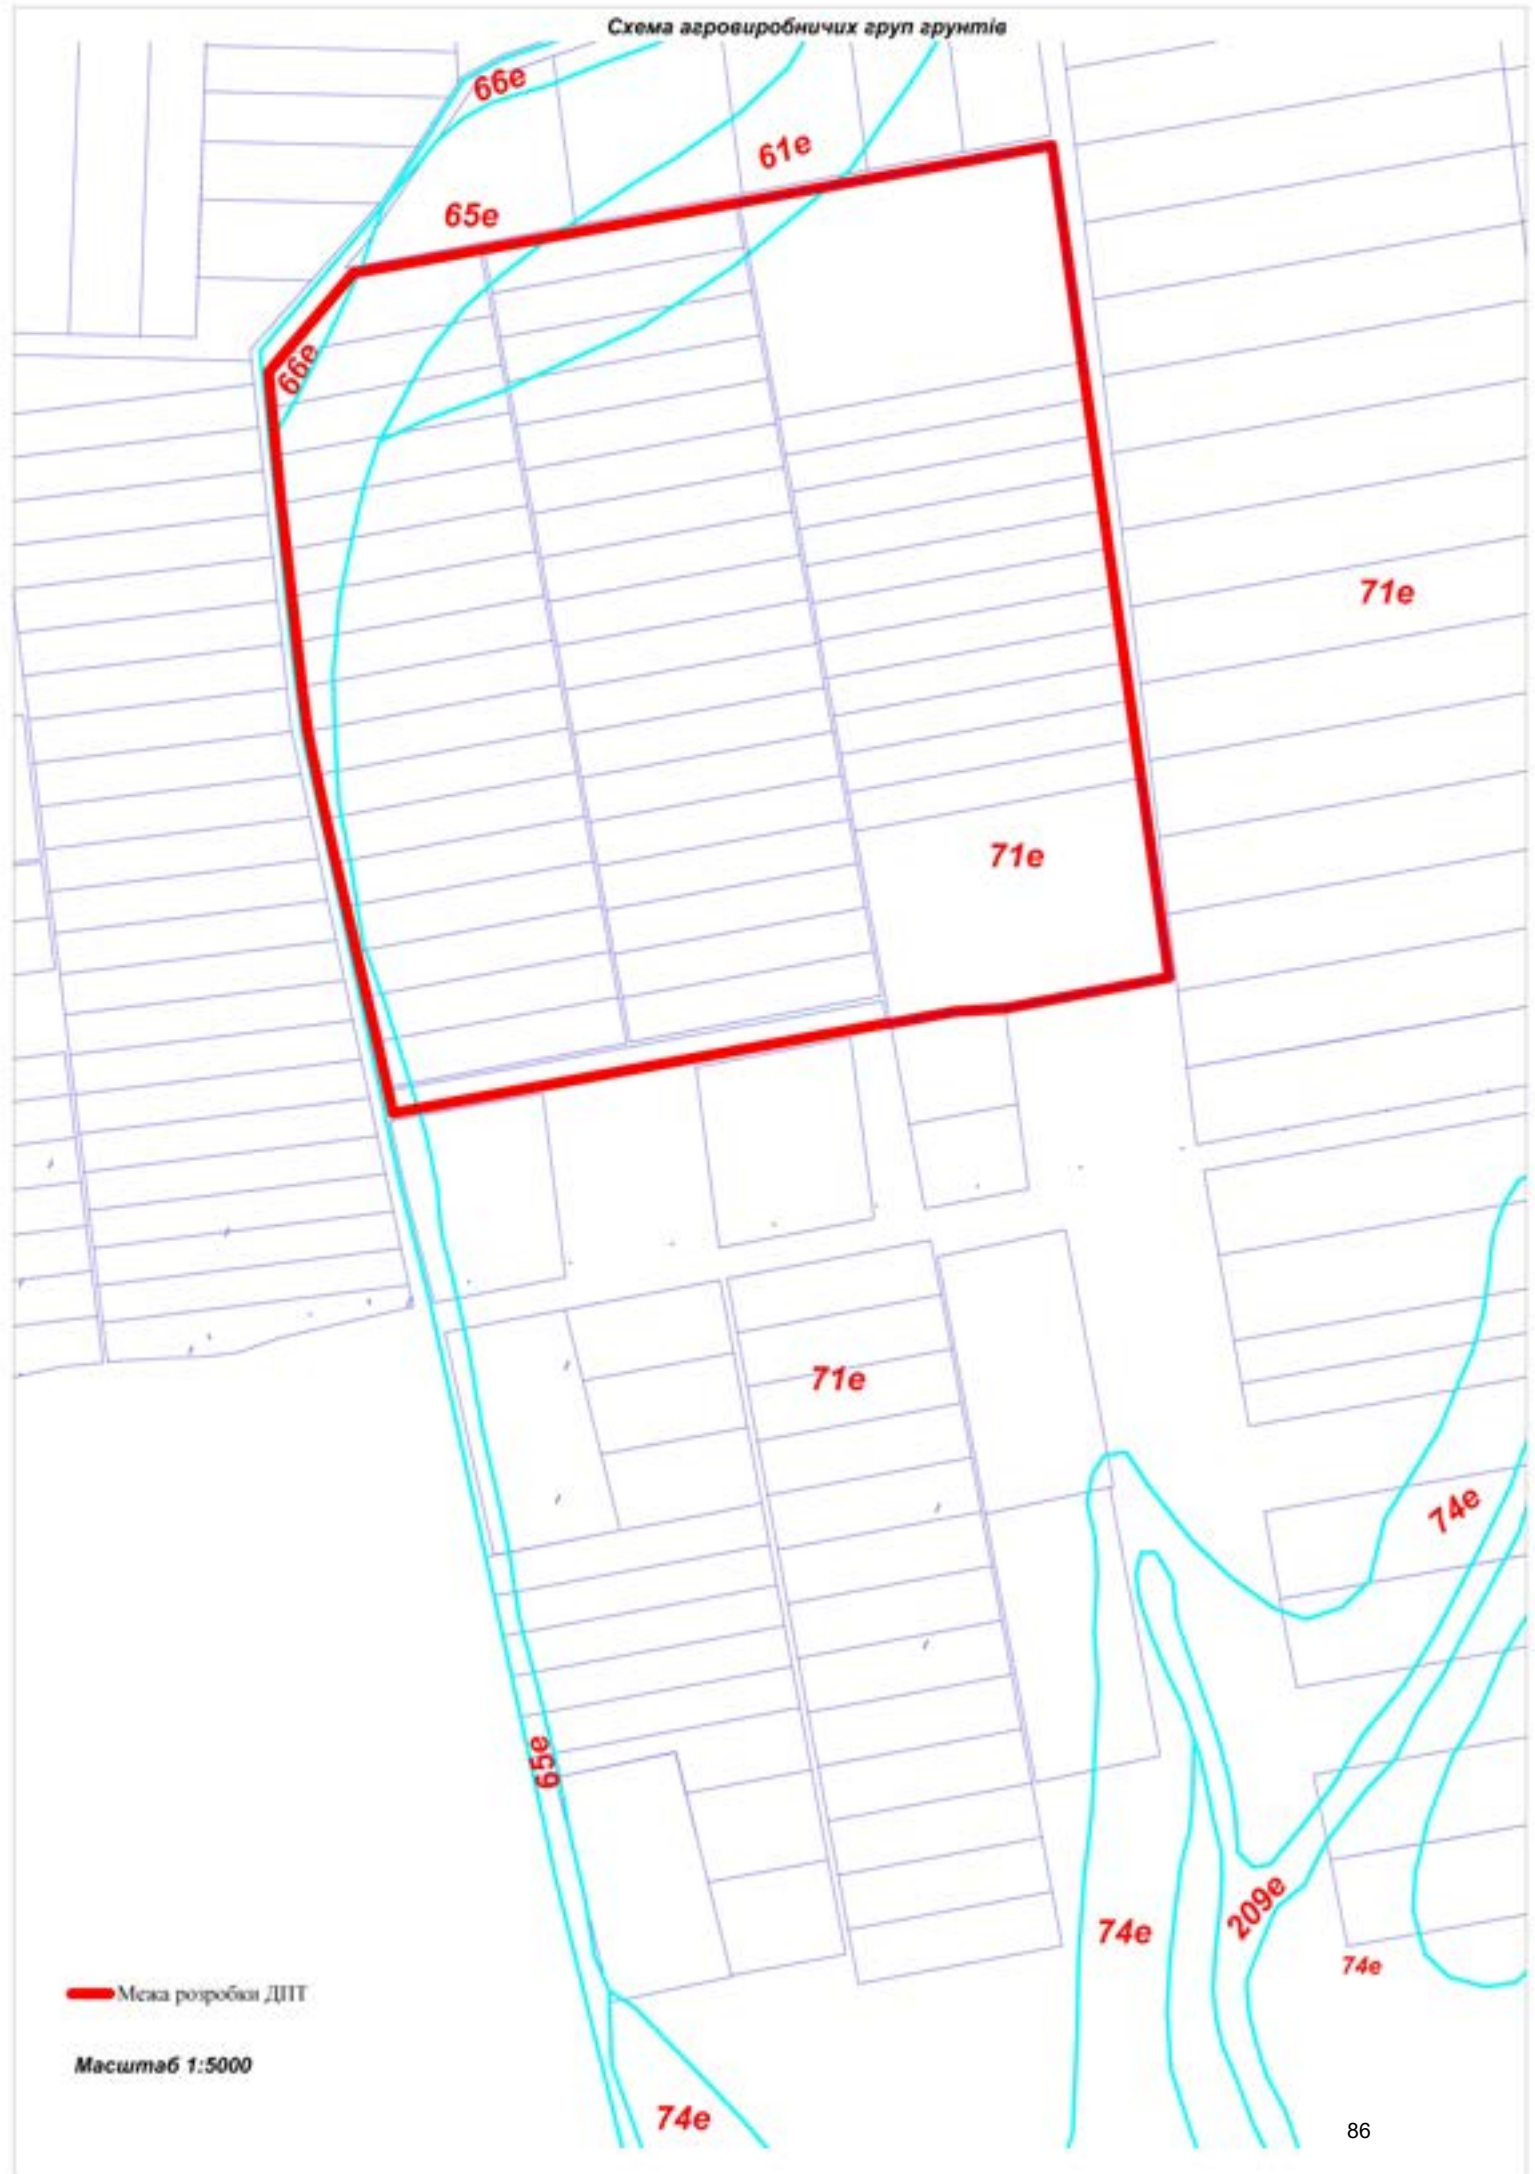 Схема агровиробничих груп грунтів
66е
61е
65е
66е
71е
71е
71е
74е
65е
209е
74е
74е
Межа розробки ДПТ
Масштаб 1:5000
74е
86